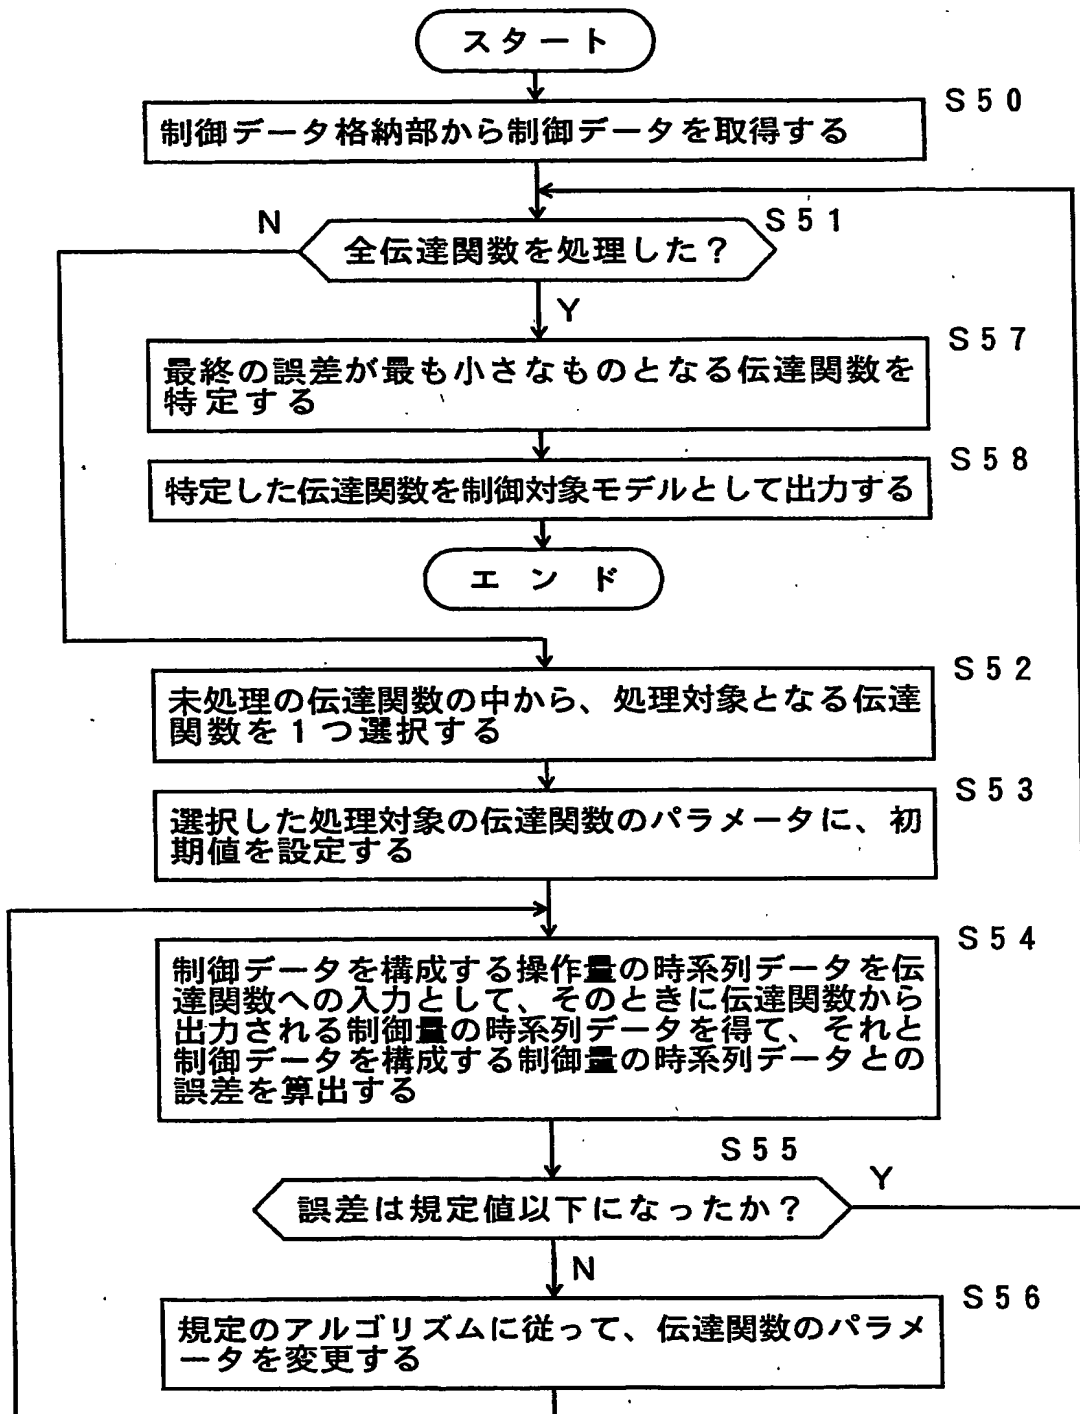 スタート
S50
制御データ格納部から制御データを取得する
N
S51
全伝達関数を処理した？
Y
S57
最終の誤差が最も小さなものとなる伝達関数を
特定する
S58
特定した伝達関数を制御対象モデルとして出力する
エンド
S52
未処理の伝達関数の中から、処理対象となる伝達
関数を1つ選択する
S53
選択した処理対象の伝達関数のパラメータに、初
期値を設定する
S54
制御データを構成する操作量の時系列データを伝
達関数への入力として、そのときに伝達関数から
出力される制御量の時系列データを得て、それと
制御データを構成する制御量の時系列データとの
誤差を算出する
S55
Y
誤差は規定値以下になったか？
N
S56
規定のアルゴリズムに従って、伝達関数のパラメ
ータを変更する